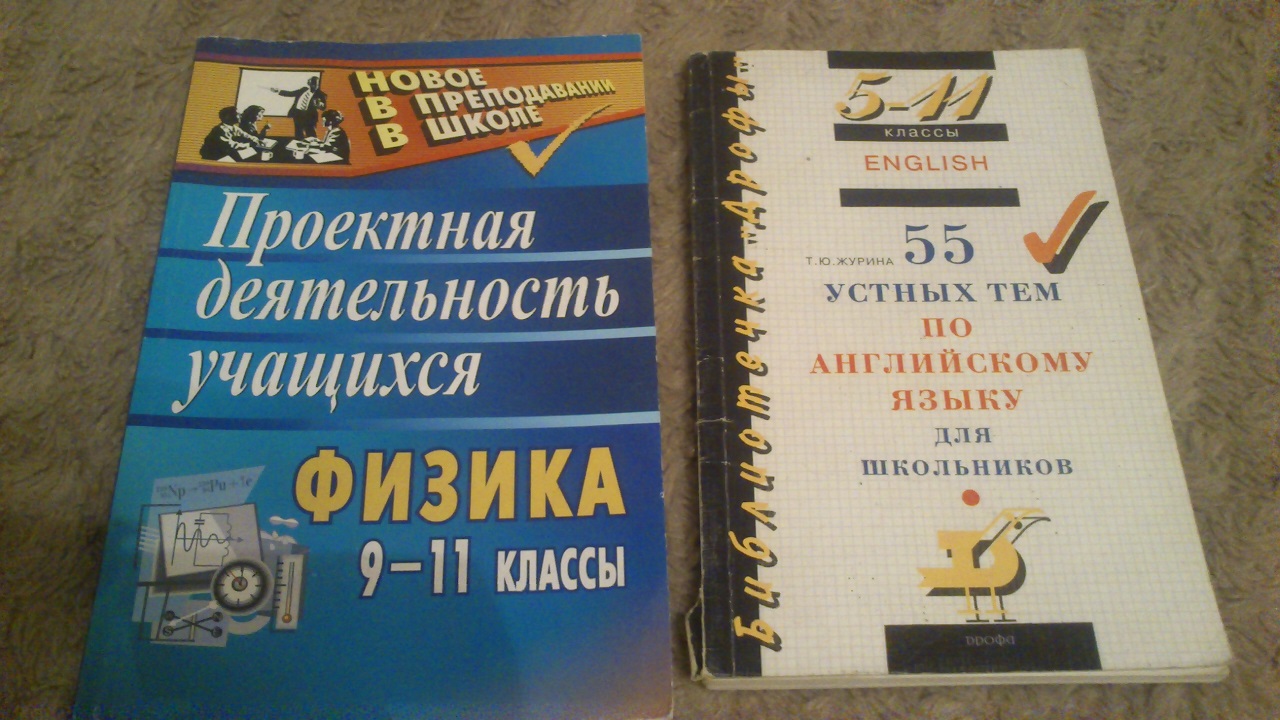 НОВОЕ
В ПРЕПОДАВАНИИ
В ШКОЛЕ
Проектная
деятельность
учащихся
ФИЗИКА
9–11 КЛАССЫ
Библиотечка „Дрофы“
5-11
классы
ENGLISH
Т.Ю.ЖУРИНА 55
УСТНЫХ ТЕМ
ПО
АНГЛИЙСКОМУ
ЯЗЫКУ
ДЛЯ
ШКОЛЬНИКОВ
дрофа